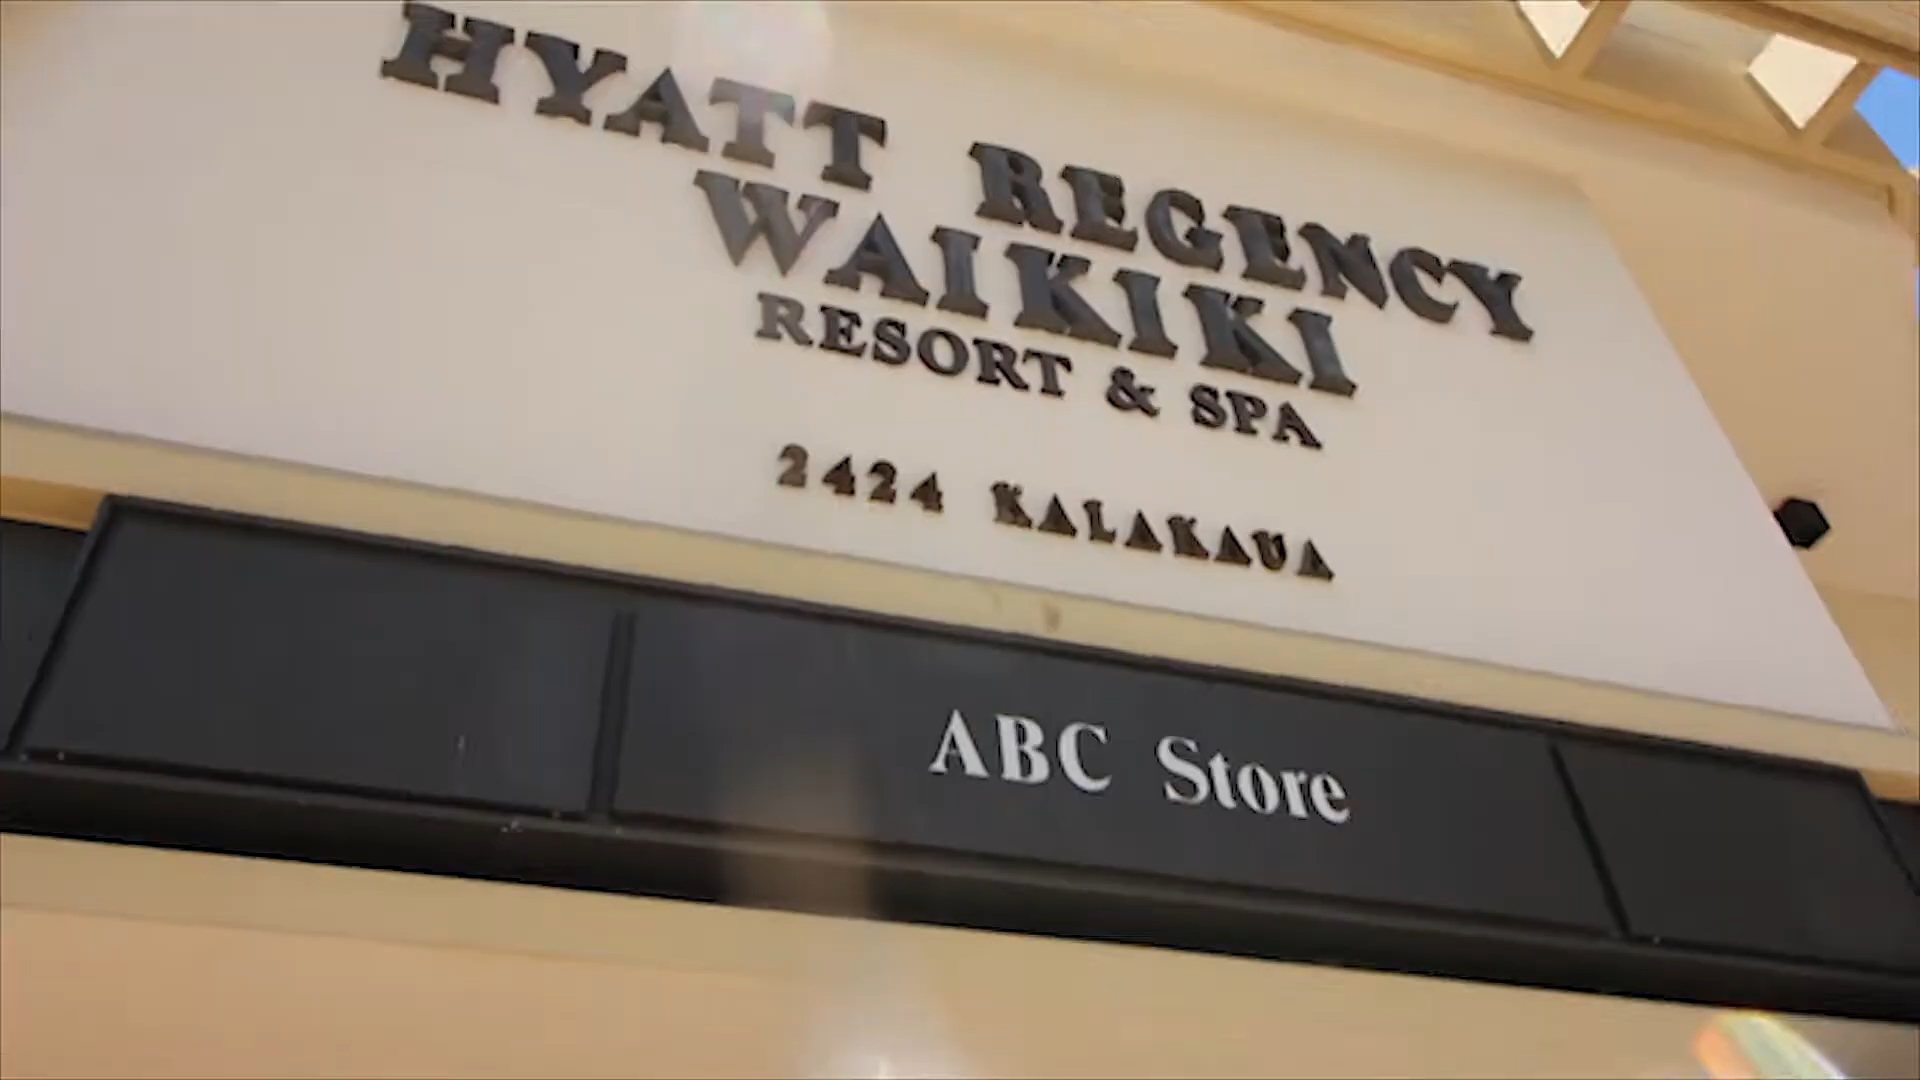 HYATT REGENCY
WAIKIKI
RESORT & SPA
2424 KALAKAUA
ABC Store